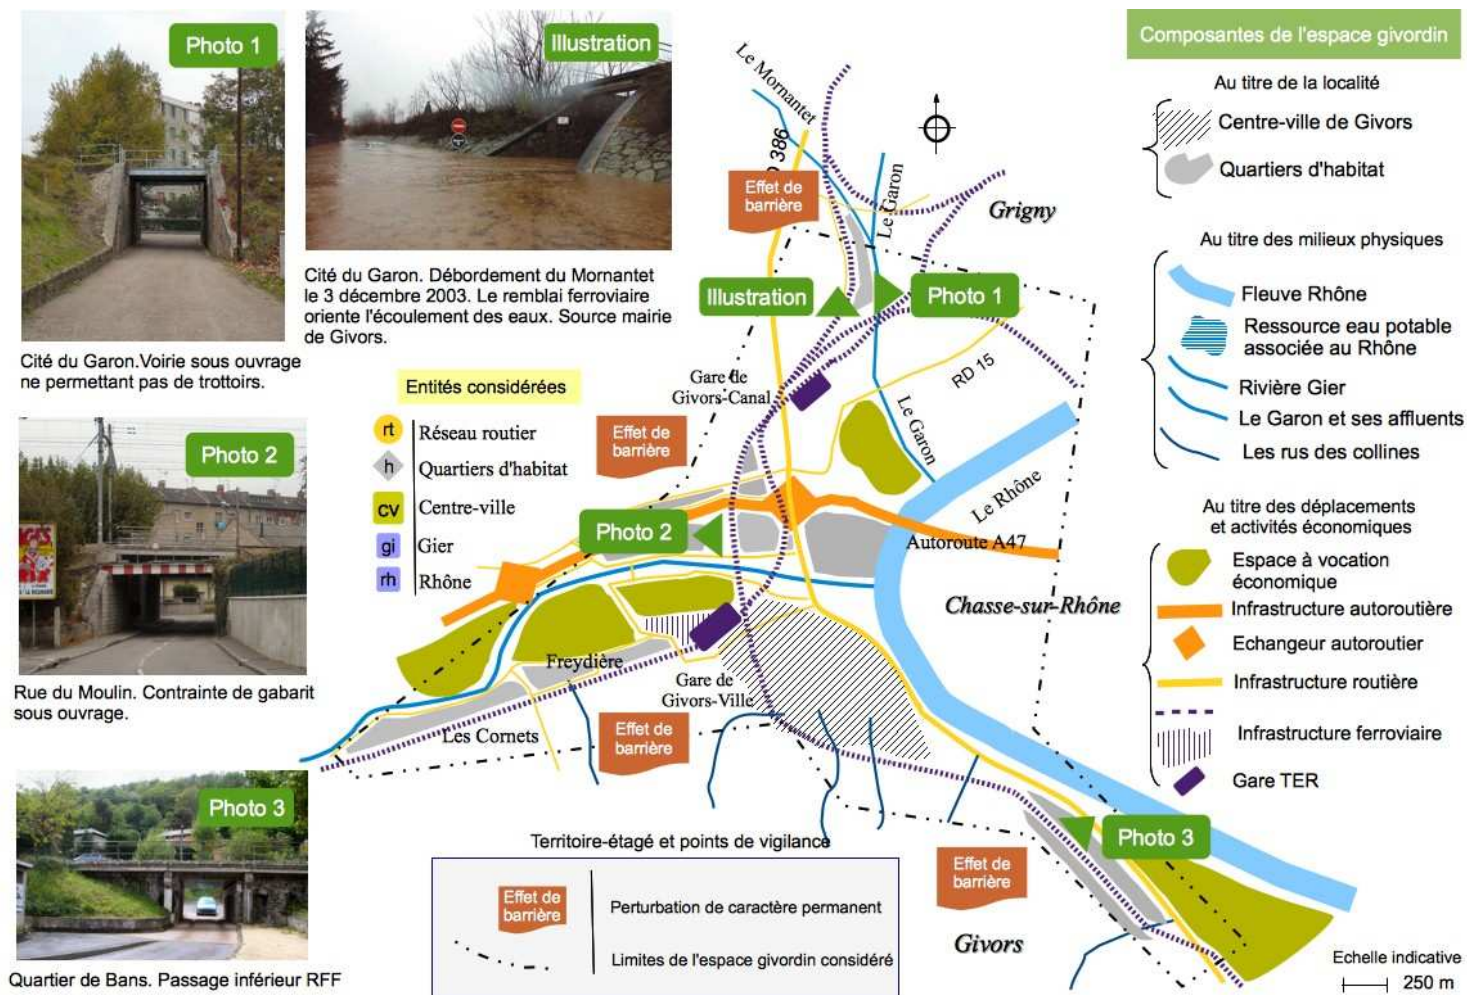 Photo 1
Illustration
Cité du Garon. Débordement du Mornantet
le 3 décembre 2003. Le remblai ferroviaire
oriente l'écoulement des eaux. Source mairie
de Givors.
Cité du Garon.Voirie sous ouvrage
ne permettant pas de trottoirs.
Photo 2
Rue du Moulin. Contrainte de gabarit
sous ouvrage.
Photo 3
Quartier de Bans. Passage inférieur RFF
Entités considérées
rt Réseau routier
h Quartiers d'habitat
cv Centre-ville
gi Gier
rh Rhône
Le Mornantet
386
Effet de
barrière
Le Garon
Grigny
Illustration
Photo 1
Gare de
Givors-Canal
RD 15
Effet de
barrière
Le Garon
Le Rhône
Photo 2
Autoroute A47
Chasse-sur-Rhône
Freydière
Gare de
Givors-Ville
Les Cornets
Effet de
barrière
Photo 3
Effet de
barrière
Givors
Territoire-étagé et points de vigilance
Effet de
barrière
Perturbation de caractère permanent
Limites de l'espace givordin considéré
Composantes de l'espace givordin
Au titre de la localité
Centre-ville de Givors
Quartiers d'habitat
Au titre des milieux physiques
Fleuve Rhône
Ressource eau potable
associée au Rhône
Rivière Gier
Le Garon et ses affluents
Les rus des collines
Au titre des déplacements
et activités économiques
Espace à vocation
économique
Infrastructure autoroutière
Echangeur autoroutier
Infrastructure routière
Infrastructure ferroviaire
Gare TER
Echelle indicative
250 m